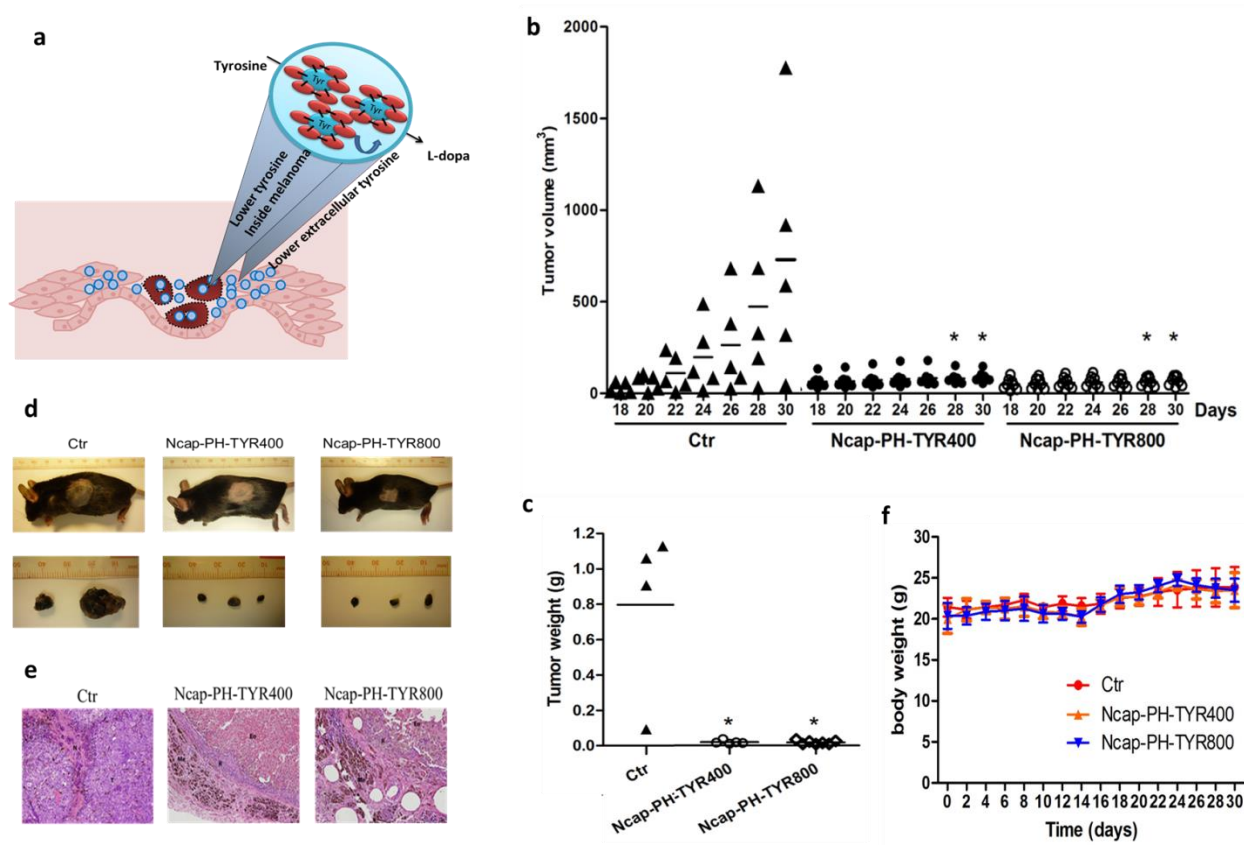 a
Tyrosine
Tyr
Tyr
Tyr
L-dopa
Lower tyrosine
Inside melanoma
Lower extracellular tyrosine
b
Tumor volume (mm³)
2000
1500
1000
500
0
18 20 22 24 26 28 30 18 20 22 24 26 28 30 18 20 22 24 26 28 30 Days
* * * *
Ctr Ncap-PH-TYR400 Ncap-PH-TYR800
d
Ctr Ncap-PH-TYR400 Ncap-PH-TYR800
e
Ctr Ncap-PH-TYR400 Ncap-PH-TYR800
c
Tumor weight (g)
1.2
1.0
0.8
0.6
0.4
0.2
0.0
* *
Ctr
Ncap-PH-TYR400
Ncap-PH-TYR800
f
body weight (g)
30
25
20
15
10
5
0
Ctr
Ncap-PH-TYR400
Ncap-PH-TYR800
0 2 4 6 8 10 12 14 16 18 20 22 24 26 28 30
Time (days)